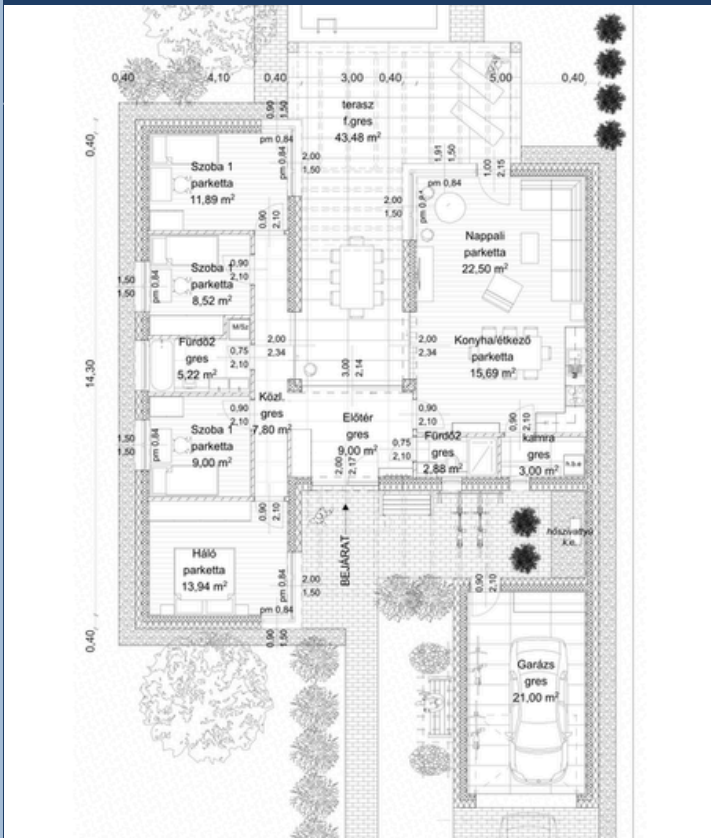 0,40
4,10
0,40
3,00
0,40
5,00
0,40
terasz
f.gres
43,48 m²
0,90
1,50
pm 0,84
pm 0,84
2,00
1,50
1,91
1,50
1,00
2,15
pm 0,84
pm 0,84
2,00
1,50
0,40
Szoba 1
parketta
11,89 m²
0,90
2,10
Nappali
parketta
22,50 m²
1,50
1,50
pm 0,84
Szoba 1
parketta
8,52 m²
0,90
2,10
M/Sz
Fürdő2
gres
5,22 m²
0,75
2,10
2,00
2,34
2,00
2,34
Konyha/étkező
parketta
15,69 m²
3,00
2,14
14,30
Közl.
gres
7,80 m²
0,90
2,10
Előtér
gres
9,00 m²
0,90
2,10
0,90
2,10
1,50
1,50
pm 0,84
Szoba 1
parketta
9,00 m²
0,75
2,10
Fürdő2
gres
2,88 m²
kamra
gres
3,00 m²
h.b.e
2,00
2,17
0,90
2,10
BEJÁRAT
hőszivattyú
k.e.
Háló
parketta
13,94 m²
pm 0,84
2,00
1,50
pm 0,84
0,90
1,50
0,90
2,10
0,40
Garázs
gres
21,00 m²